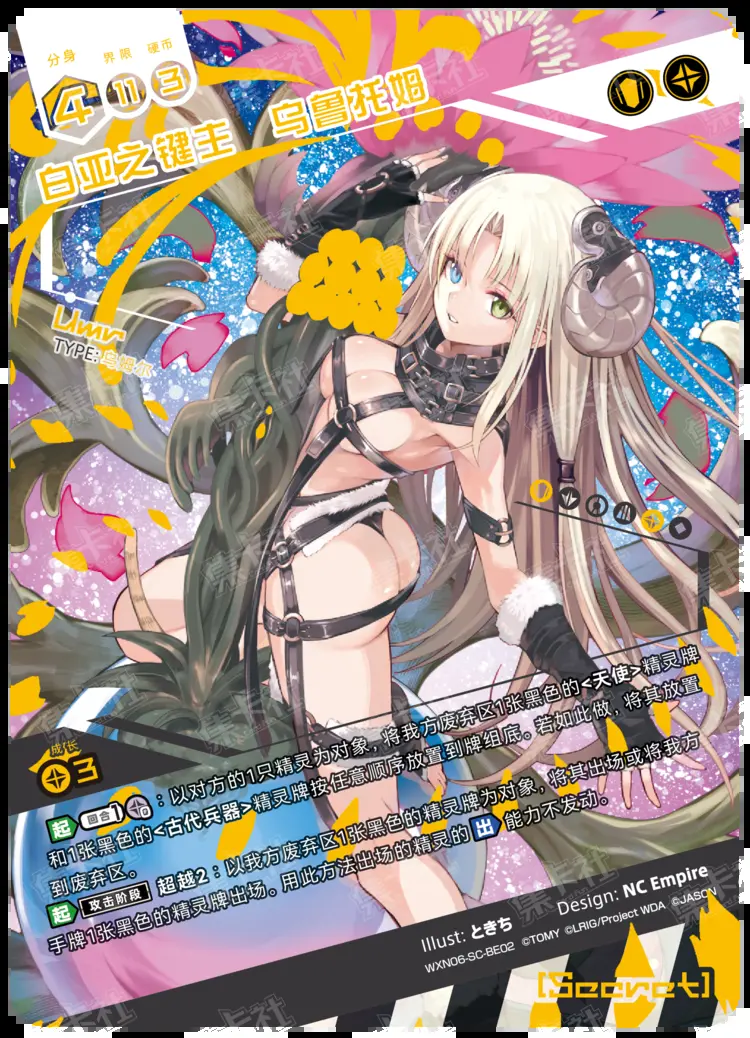 分身 界限 硬币
4 11 3
白亚之键主 乌鲁托姆
Umr
TYPE:乌姆尔
成长
3
起 回合1 0：以对方的1只精灵为对象，将我方废弃区1张黑色的<天使>精灵牌
和1张黑色的<古代兵器>精灵牌按任意顺序放置到牌组底。若如此做，将其放置
到废弃区。
起 攻击阶段 超越2：以我方废弃区1张黑色的精灵牌为对象，将其出场或将我方
手牌1张黑色的精灵牌出场。用此方法出场的精灵的 出 能力不发动。
Illust: ときち Design: NC Empire
WXN06-SC-BE02 ©TOMY ©LRIG/Project WDA ©JASON
[Secret]
集卡社